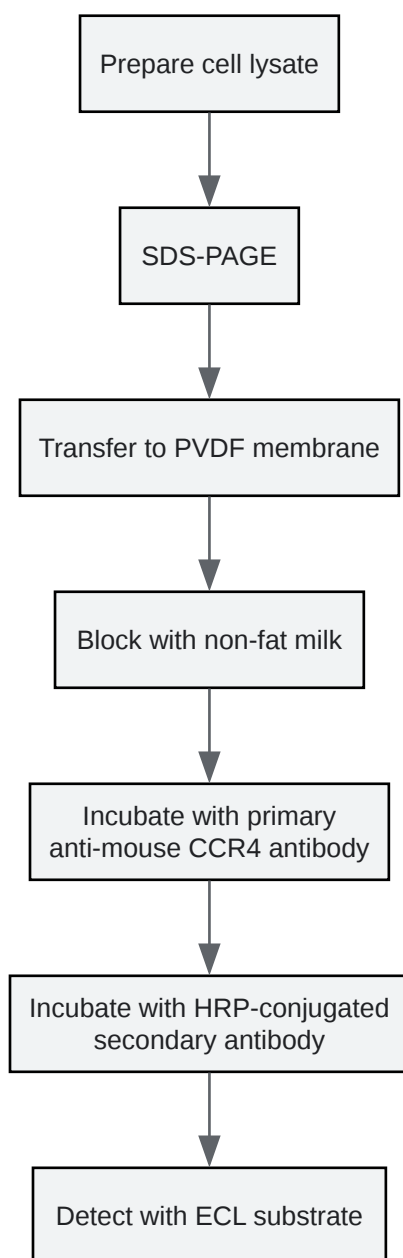 Prepare cell lysate
SDS-PAGE
Transfer to PVDF membrane
Block with non-fat milk
Incubate with primary
anti-mouse CCR4 antibody
Incubate with HRP-conjugated
secondary antibody
Detect with ECL substrate